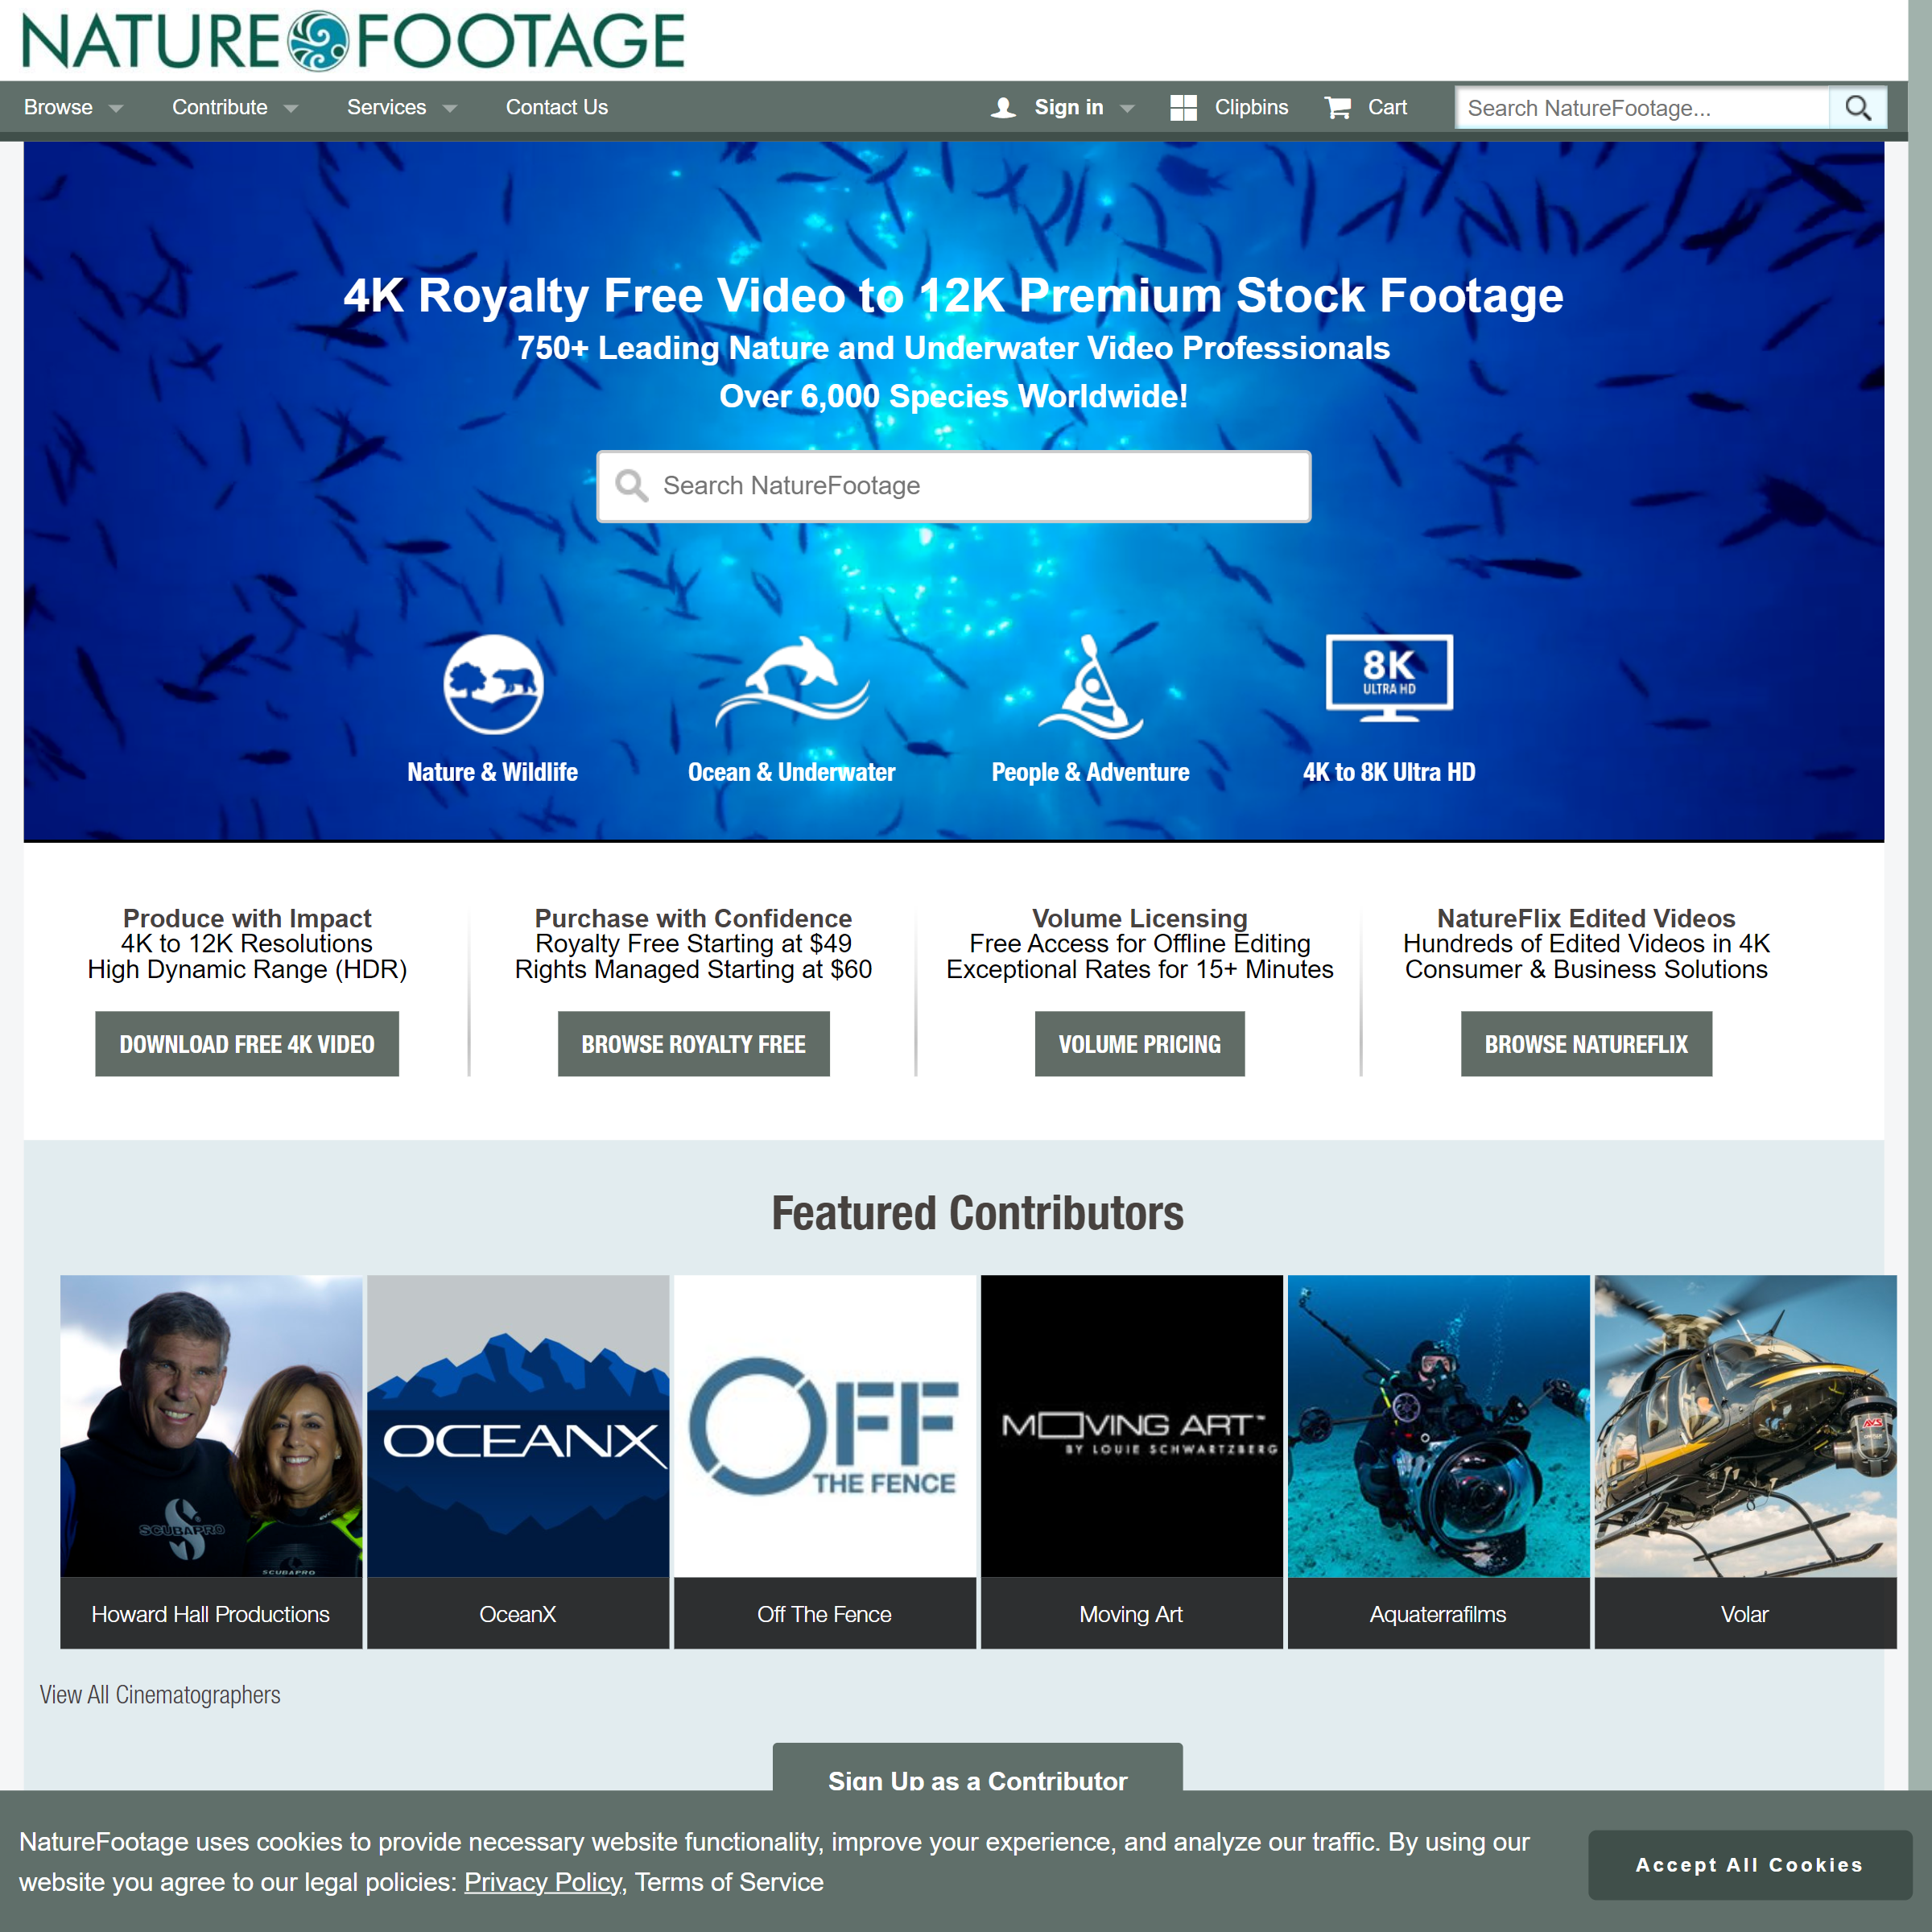 NATURE FOOTAGE
Browse
Contribute
Services
Contact Us
Sign in
Clipbins
Cart
Search NatureFootage...
4K Royalty Free Video to 12K Premium Stock Footage
750+ Leading Nature and Underwater Video Professionals
Over 6,000 Species Worldwide!
Search NatureFootage
8K
ULTRA HD
Nature & Wildlife
Ocean & Underwater
People & Adventure
4K to 8K Ultra HD
Produce with Impact
4K to 12K Resolutions
High Dynamic Range (HDR)
DOWNLOAD FREE 4K VIDEO
Purchase with Confidence
Royalty Free Starting at $49
Rights Managed Starting at $60
BROWSE ROYALTY FREE
Volume Licensing
Free Access for Offline Editing
Exceptional Rates for 15+ Minutes
VOLUME PRICING
NatureFlix Edited Videos
Hundreds of Edited Videos in 4K
Consumer & Business Solutions
BROWSE NATUREFLIX
Featured Contributors
SCUBAPRO
SCUBAPRO
OCEANX
OFF
THE FENCE
MOVING ART™
BY LOUIE SCHWARTZBERG
AVS
Howard Hall Productions
OceanX
Off The Fence
Moving Art
Aquaterrafilms
Volar
View All Cinematographers
Sign Up as a Contributor
NatureFootage uses cookies to provide necessary website functionality, improve your experience, and analyze our traffic. By using our
website you agree to our legal policies: Privacy Policy, Terms of Service
Accept All Cookies